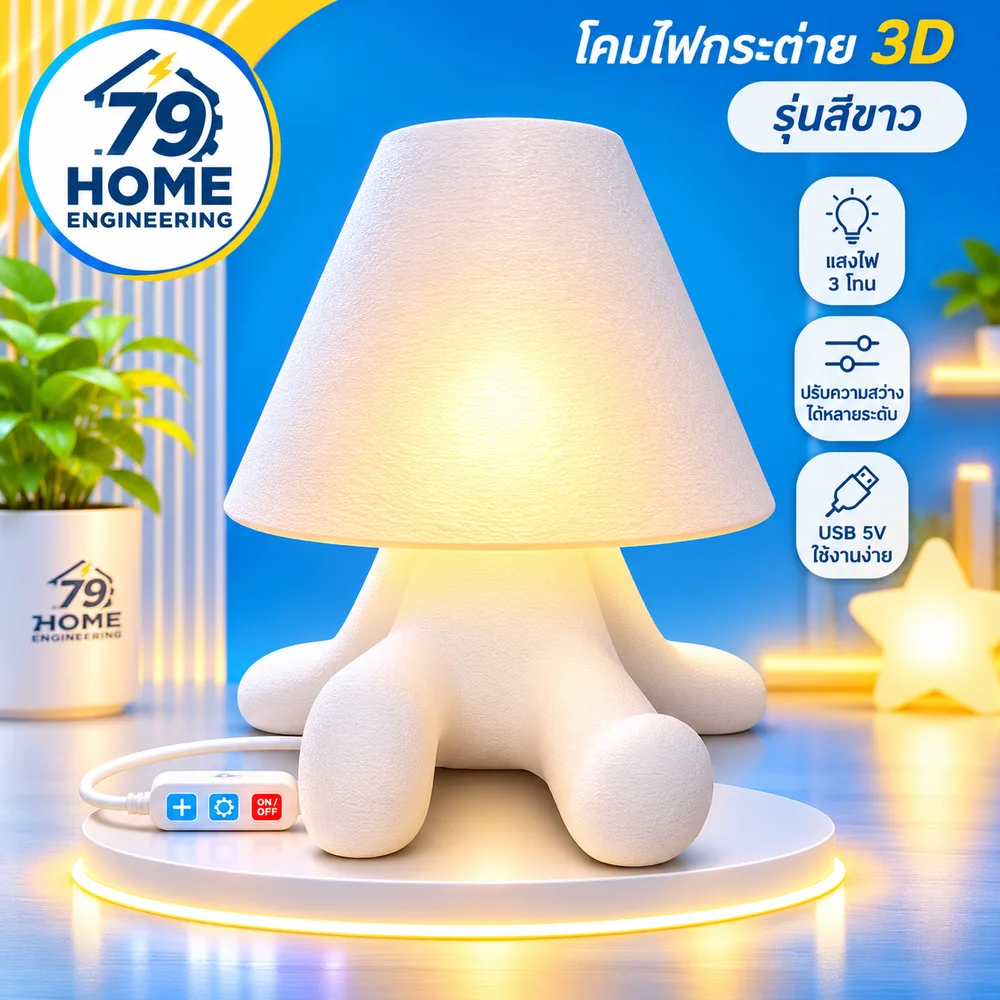 79
HOME
ENGINEERING
โคมไฟกระต่าย 3D
รุ่นสีขาว
แสงไฟ
3 โทน
ปรับความสว่าง
ได้หลายระดับ
USB 5V
ใช้งานง่าย
79
HOME
ENGINEERING
ON/
OFF